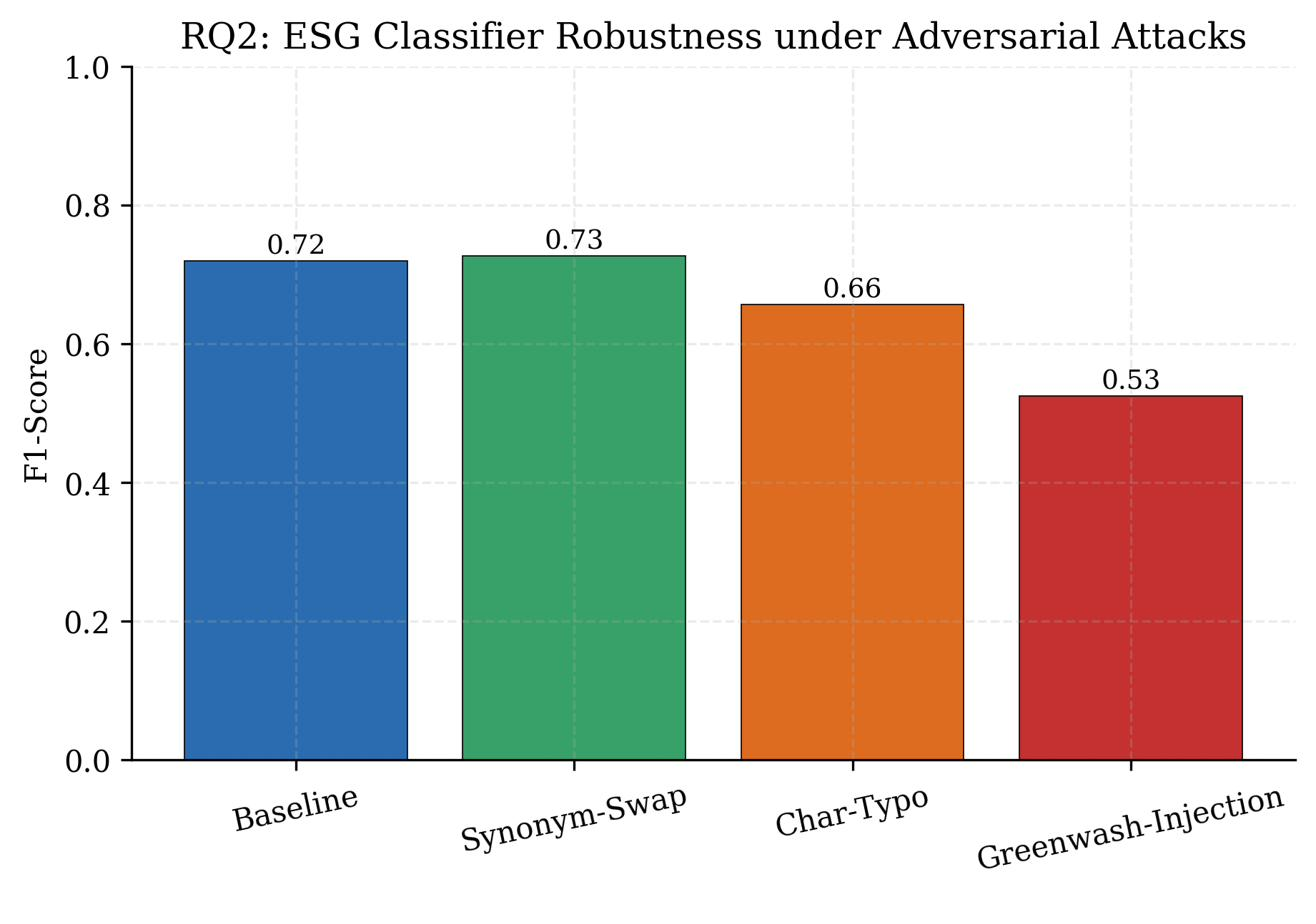 RQ2: ESG Classifier Robustness under Adversarial Attacks
F1-Score
1.0
0.8
0.6
0.4
0.2
0.0
0.72
0.73
0.66
0.53
Baseline
Synonym-Swap
Char-Typo
Greenwash-Injection